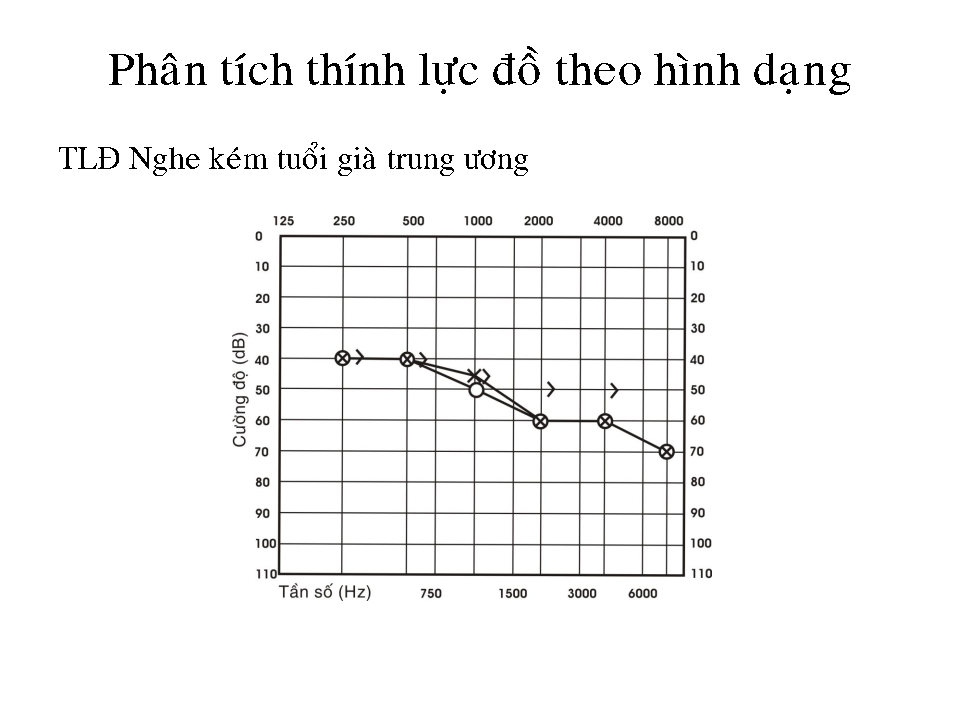 Phân tích thính lực đồ theo hình dạng
TLĐ Nghe kém tuổi già trung ương
125 250 500 1000 2000 4000 8000
0 0
10 10
20 20
30 30
40 40
50 50
60 60
70 70
80 80
90 90
100 100
110 110
Cường độ (dB)
Tần số (Hz) 750 1500 3000 6000